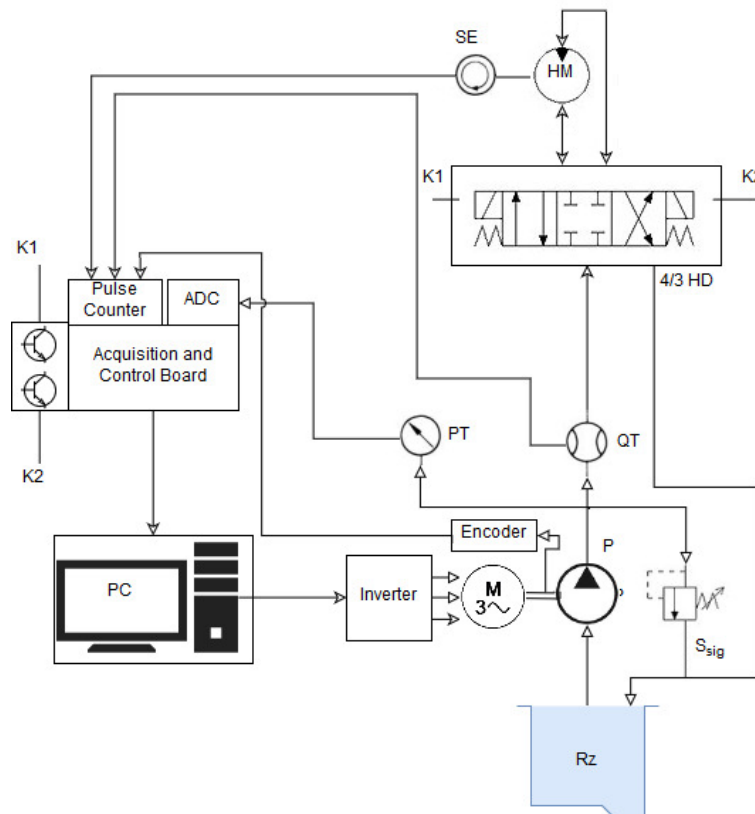 SE
HM
K1
K2
4/3 HD
K1
Pulse
Counter
ADC
Acquisition and
Control Board
K2
PT
QT
Encoder
P
PC
Inverter
M
3
Ssig
Rz